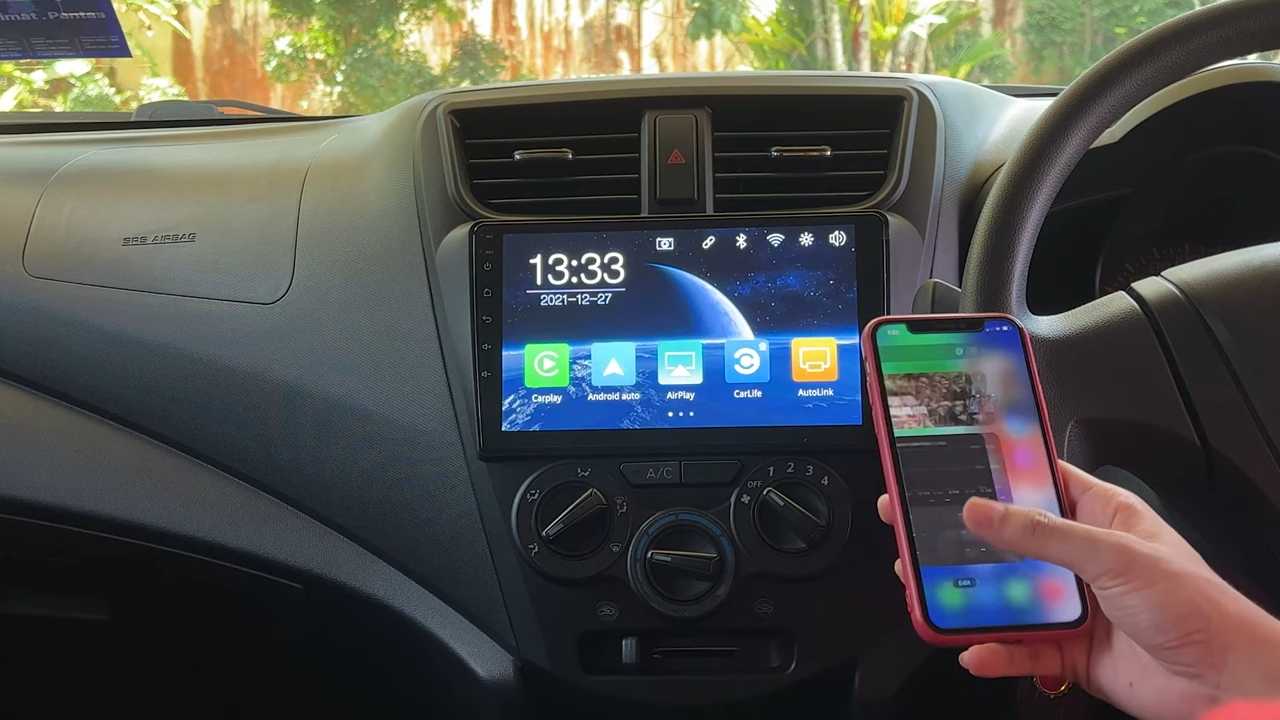 imat . Pantas
SRS AIRBAG
13:33
2021-12-27
Carplay
Android auto
AirPlay
CarLife
AutoLink
A/C
OFF 1 2 3 4
Edit